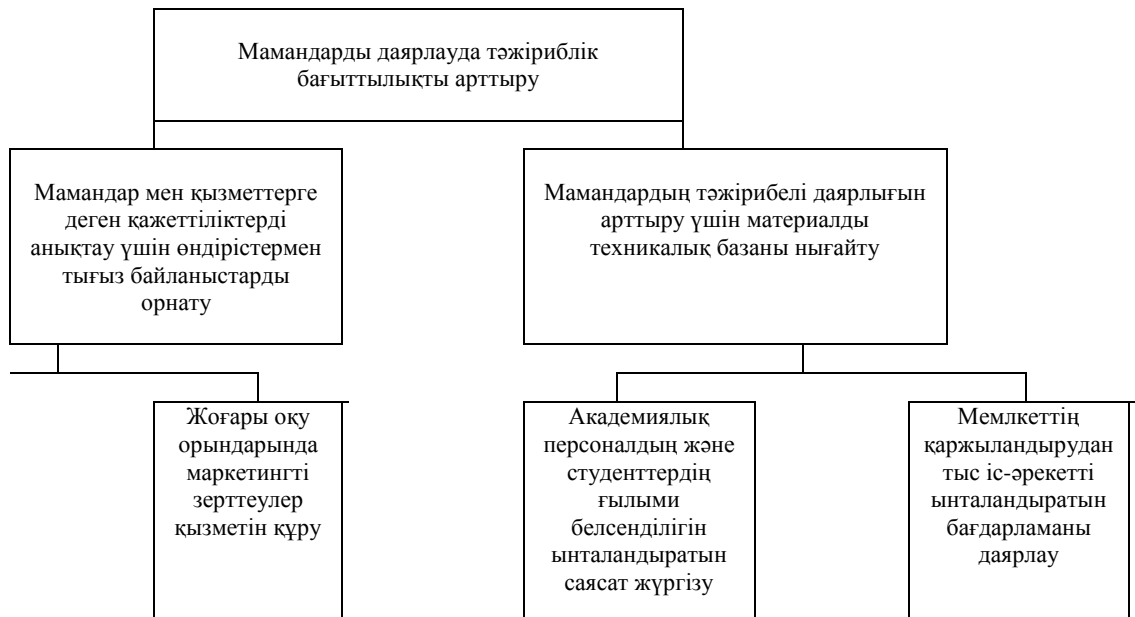 Мамандарды даярлауда тәжіриблік
бағыттылықты арттыру
Мамандар мен қызметтерге
деген қажеттіліктерді
анықтау үшін өндірістермен
тығыз байланыстарды
орнату
Мамандардың тәжірибелі даярлығын
арттыру үшін материалды
техникалық базаны нығайту
Жоғары оқу
орындарында
маркетингті
зерттеулер
қызметін құру
Академиялық
персоналдың және
студенттердің
ғылыми
белсенділігін
ынталандыратын
саясат жүргізу
Мемлкеттің
қаржыландырудан
тыс іс-әрекетті
ынталандыратын
бағдарламаны
даярлау